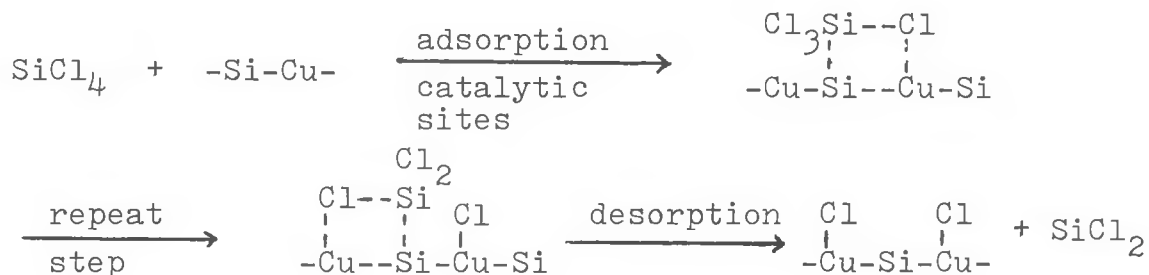 Cl3Si--Cl
SiCl4 + -Si-Cu- adsorption -Cu-Si--Cu-Si
catalytic
sites
Cl2
Cl--Si Cl Cl Cl
repeat desorption + SiCl2
step -Cu--Si-Cu-Si -Cu-Si-Cu-